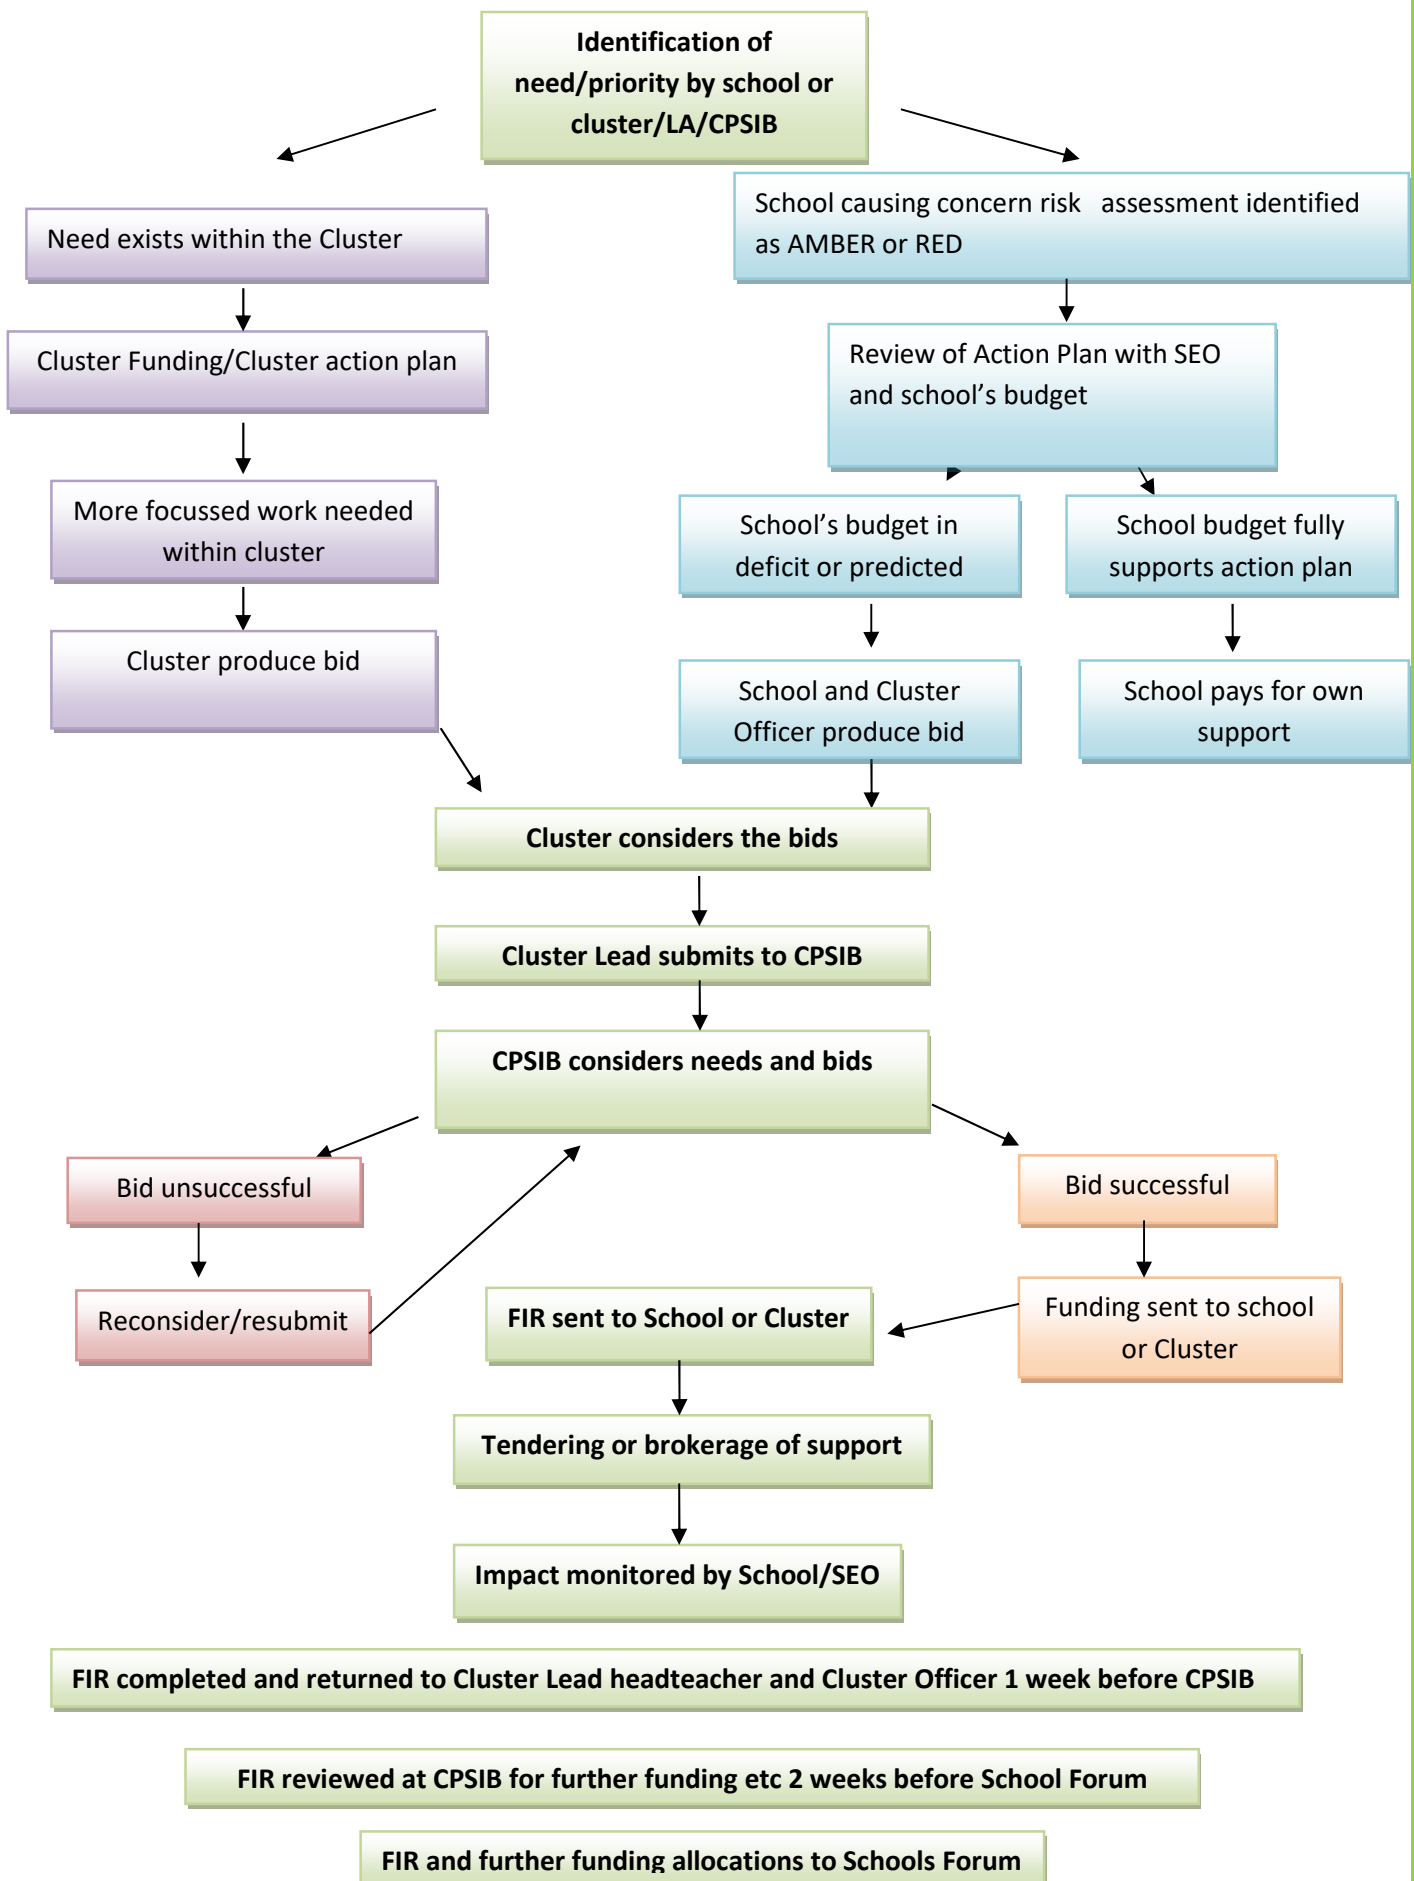 Identification of
need/priority by school or
cluster/LA/CPSIB
Need exists within the Cluster
School causing concern risk   assessment identified
as AMBER or RED
Cluster Funding/Cluster action plan
Review of Action Plan with SEO
and school’s budget
More focussed work needed
within cluster
School’s budget in
deficit or predicted
School budget fully
supports action plan
Cluster produce bid
School and Cluster
Officer produce bid
School pays for own
support
Cluster considers the bids
Cluster Lead submits to CPSIB
CPSIB considers needs and bids
Bid unsuccessful
Bid successful
Reconsider/resubmit
FIR sent to School or Cluster
Funding sent to school
or Cluster
Tendering or brokerage of support
Impact monitored by School/SEO
FIR completed and returned to Cluster Lead headteacher and Cluster Officer 1 week before CPSIB
FIR reviewed at CPSIB for further funding etc 2 weeks before School Forum
FIR and further funding allocations to Schools Forum